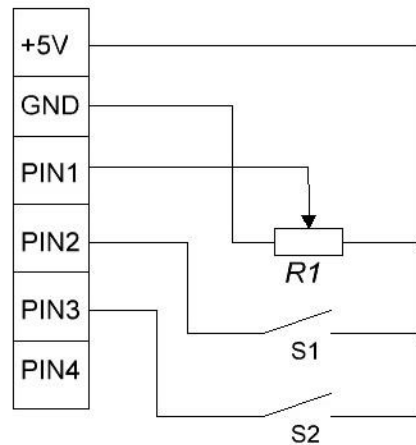 +5V
GND
PIN1
PIN2
PIN3
PIN4
R1
S1
S2